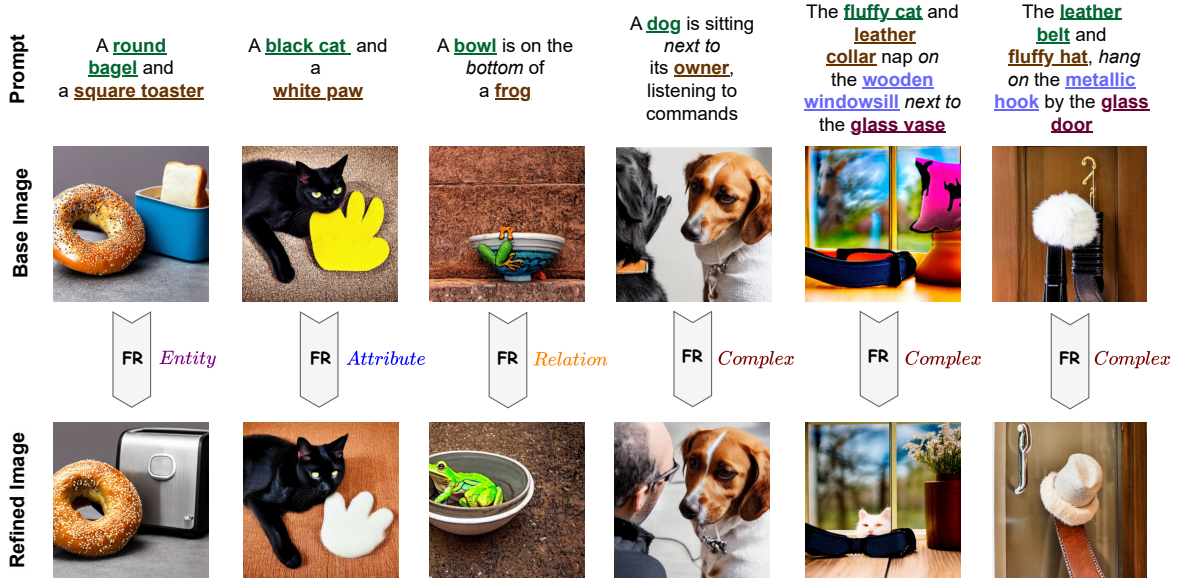 Prompt
A round
bagel and
a square toaster
A black cat and
a
white paw
A bowl is on the
bottom of
a frog
A dog is sitting
next to
its owner,
listening to
commands
The fluffy cat and
leather
collar nap on
the wooden
windowsill next to
the glass vase
The leather
belt and
fluffy hat, hang
on the metallic
hook by the glass
door
Base Image
FR Entity
FR Attribute
FR Relation
FR Complex
FR Complex
FR Complex
Refined Image